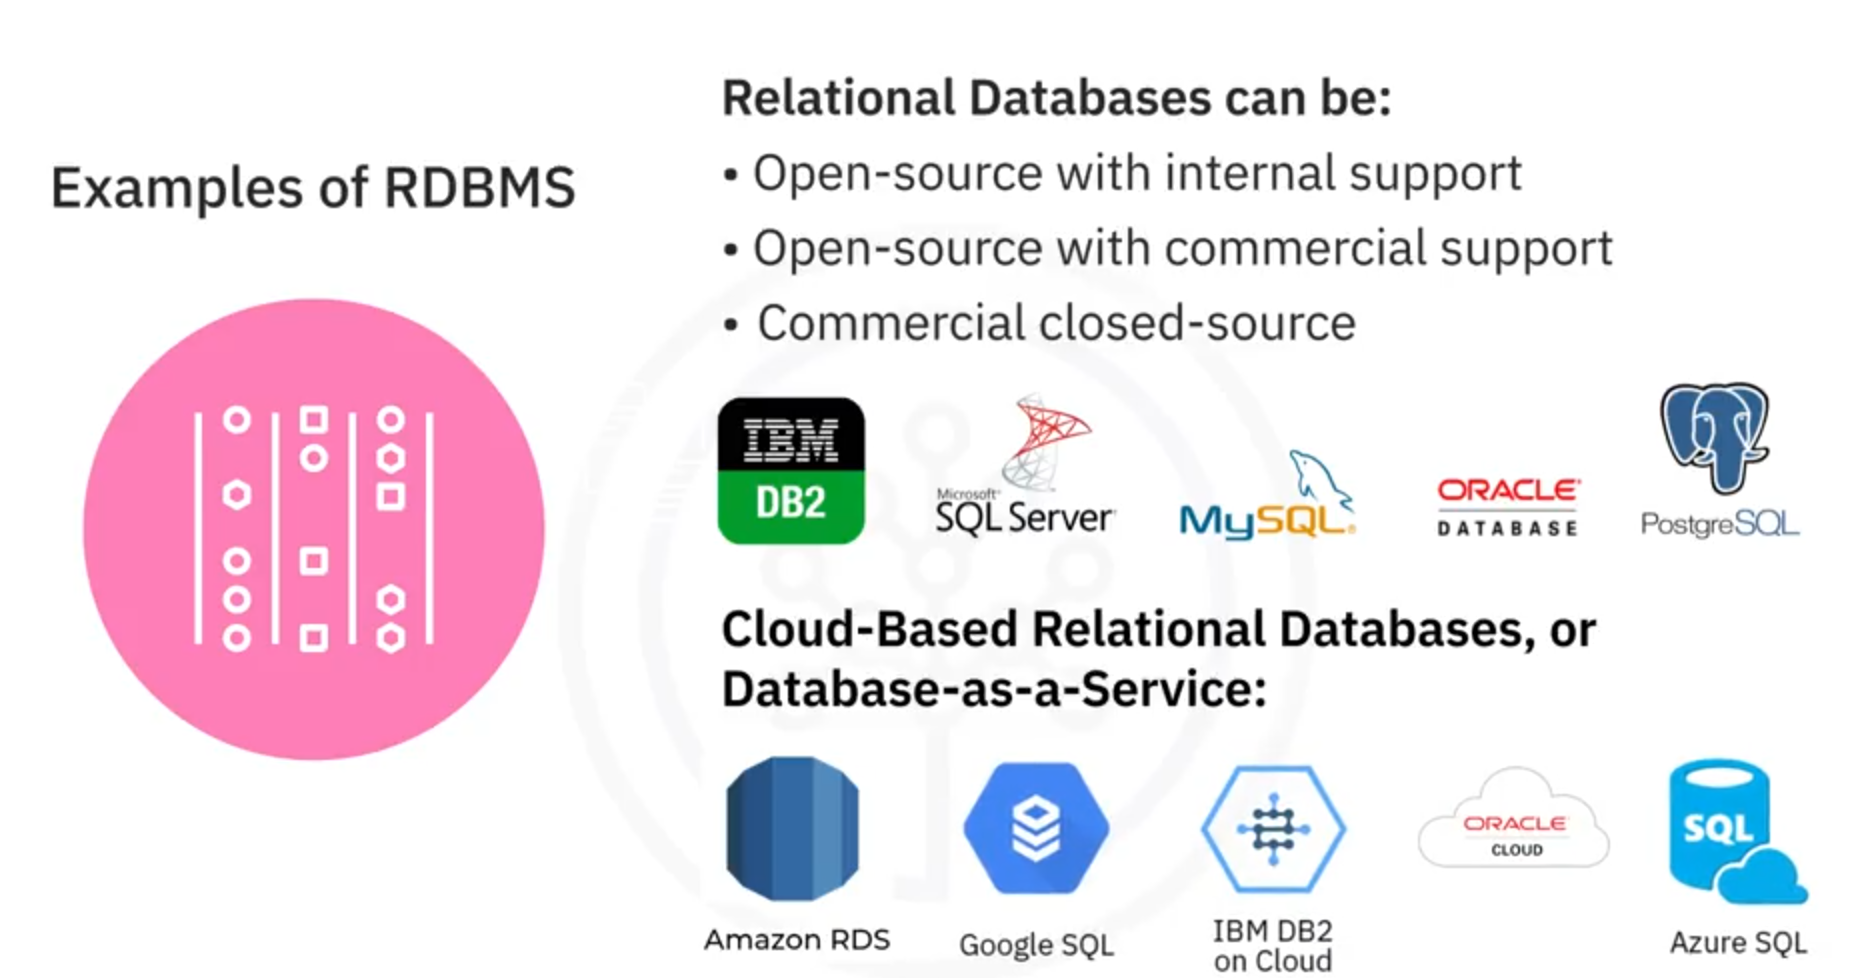 Examples of RDBMS
Relational Databases can be:
• Open-source with internal support
• Open-source with commercial support
• Commercial closed-source
IBM
DB2
Microsoft®
SQL Server
MySQL®
ORACLE®
DATABASE
PostgreSQL
Cloud-Based Relational Databases, or
Database-as-a-Service:
Amazon RDS
Google SQL
IBM DB2
on Cloud
ORACLE
CLOUD
SQL
Azure SQL